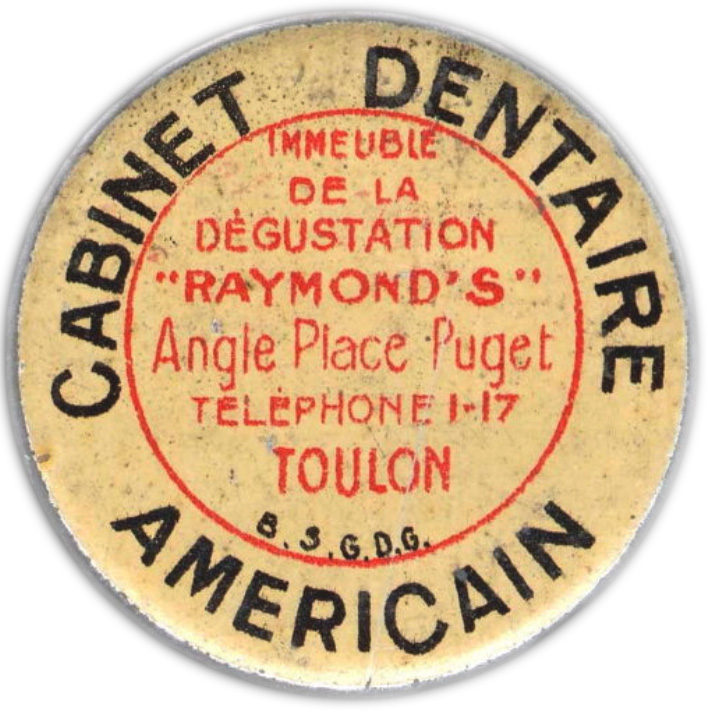 CABINET DENTAIRE
IMMEUBLE
DE LA
DÉGUSTATION
"RAYMOND'S"
Angle Place Puget
TÉLÉPHONE 1-17
TOULON
B.S.G.D.G.
AMERICAIN